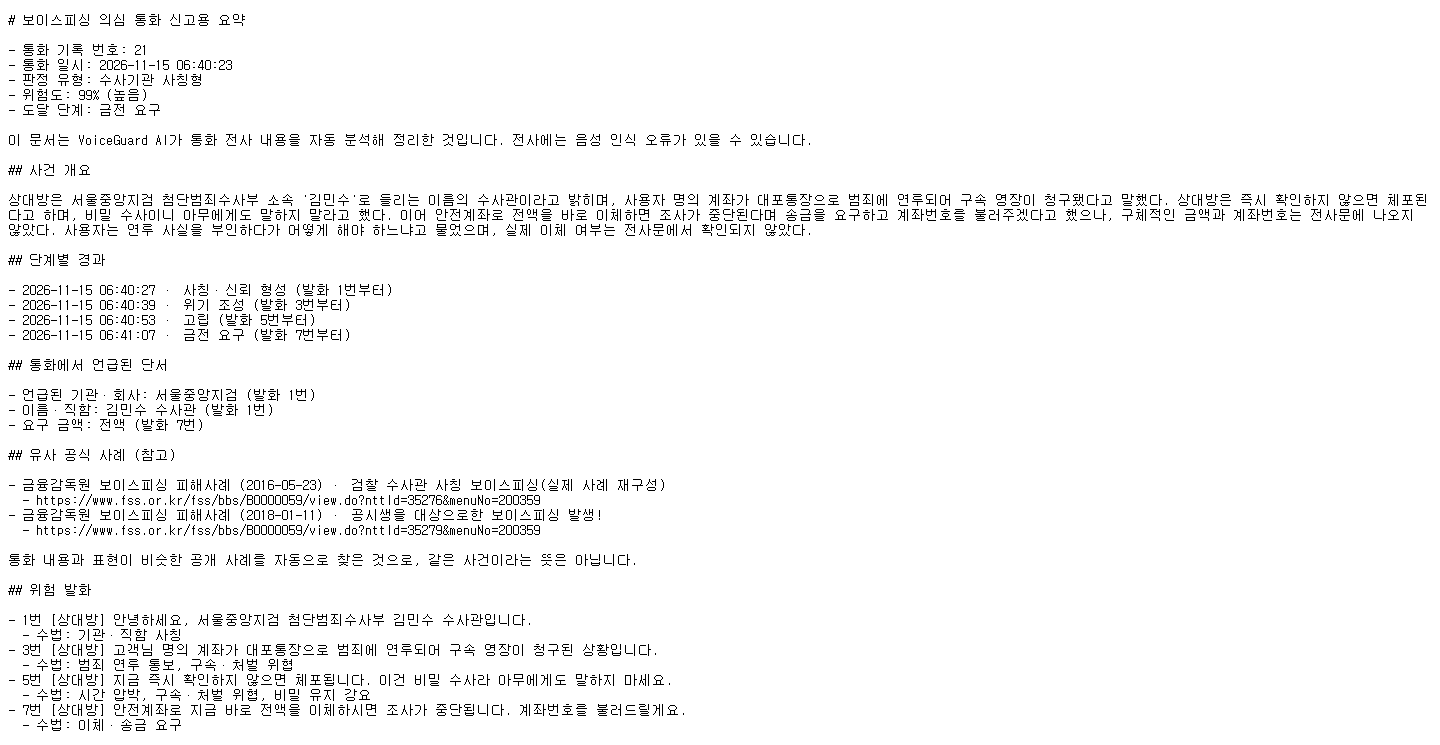 # 보이스피싱 의심 통화 신고용 요약
- 통화 기록 번호: 21
- 통화 일시: 2026-11-15 06:40:23
- 판정 유형: 수사기관 사칭형
- 위험도: 99% (높음)
- 도달 단계: 금전 요구
이 문서는 VoiceGuard AI가 통화 전사 내용을 자동 분석해 정리한 것입니다. 전사에는 음성 인식 오류가 있을 수 있습니다.
## 사건 개요
상대방은 서울중앙지검 첨단범죄수사부 소속 '김민수'로 들리는 이름의 수사관이라고 밝히며, 사용자 명의 계좌가 대포통장으로 범죄에 연루되어 구속 영장이 청구됐다고 말했다. 상대방은 즉시 확인하지 않으면 체포된
다고 하며, 비밀 수사이니 아무에게도 말하지 말라고 했다. 이어 안전계좌로 전액을 바로 이체하면 조사가 중단된다며 송금을 요구하고 계좌번호를 불러주겠다고 했으나, 구체적인 금액과 계좌번호는 전사문에 나오지
않았다. 사용자는 연루 사실을 부인하다가 어떻게 해야 하느냐고 물었으며, 실제 이체 여부는 전사문에서 확인되지 않았다.
## 단계별 경과
- 2026-11-15 06:40:27 · 사칭·신뢰 형성 (발화 1번부터)
- 2026-11-15 06:40:39 · 위기 조성 (발화 3번부터)
- 2026-11-15 06:40:53 · 고립 (발화 5번부터)
- 2026-11-15 06:41:07 · 금전 요구 (발화 7번부터)
## 통화에서 언급된 단서
- 언급된 기관·회사: 서울중앙지검 (발화 1번)
- 이름·직함: 김민수 수사관 (발화 1번)
- 요구 금액: 전액 (발화 7번)
## 유사 공식 사례 (참고)
- 금융감독원 보이스피싱 피해사례 (2016-05-23) · 검찰 수사관 사칭 보이스피싱(실제 사례 재구성)
- https://www.fss.or.kr/fss/bbs/B0000059/view.do?nttId=35276&menuNo=200359
- 금융감독원 보이스피싱 피해사례 (2018-01-11) · 공시생을 대상으로한 보이스피싱 발생!
- https://www.fss.or.kr/fss/bbs/B0000059/view.do?nttId=35279&menuNo=200359
통화 내용과 표현이 비슷한 공개 사례를 자동으로 찾은 것으로, 같은 사건이라는 뜻은 아닙니다.
## 위험 발화
- 1번 [상대방] 안녕하세요, 서울중앙지검 첨단범죄수사부 김민수 수사관입니다.
- 수법: 기관·직함 사칭
- 3번 [상대방] 고객님 명의 계좌가 대포통장으로 범죄에 연루되어 구속 영장이 청구된 상황입니다.
- 수법: 범죄 연루 통보, 구속·처벌 위협
- 5번 [상대방] 지금 즉시 확인하지 않으면 체포됩니다. 이건 비밀 수사라 아무에게도 말하지 마세요.
- 수법: 시간 압박, 구속·처벌 위협, 비밀 유지 강요
- 7번 [상대방] 안전계좌로 지금 바로 전액을 이체하시면 조사가 중단됩니다. 계좌번호를 불러드릴게요.
- 수법: 이체·송금 요구